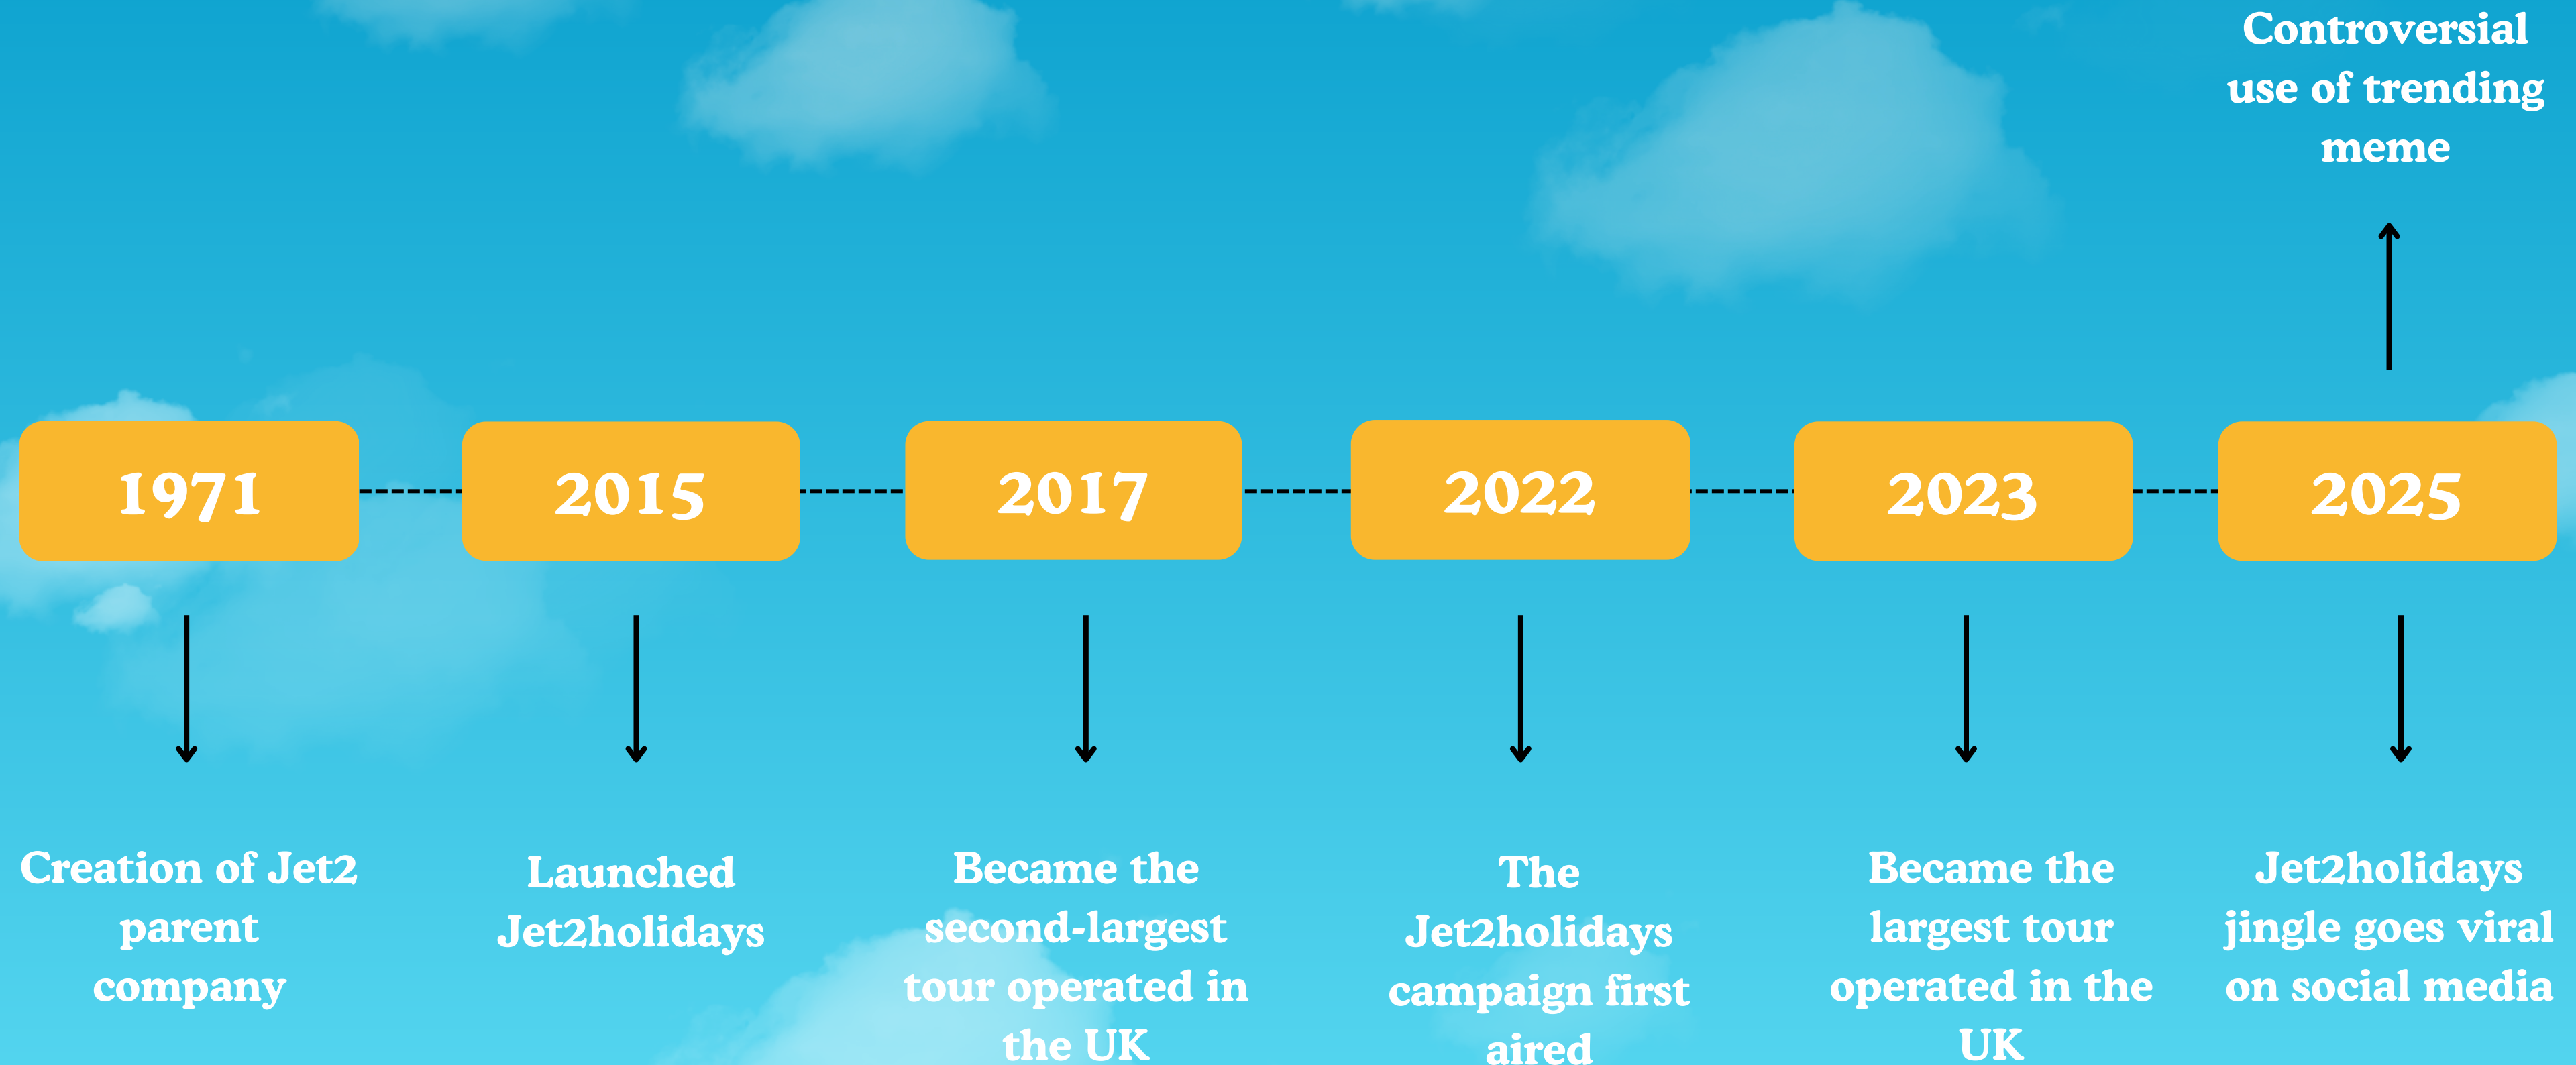 Controversial
use of trending
meme
1971
2015
2017
2022
2023
2025
Creation of Jet2
parent
company
Launched
Jet2holidays
Became the
second-largest
tour operated in
the UK
The
Jet2holidays
campaign first
aired
Became the
largest tour
operated in the
UK
Jet2holidays
jingle goes viral
on social media